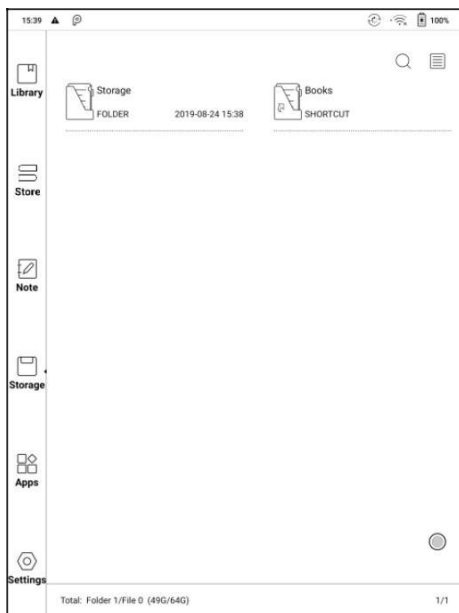 15:39 100%
Library
Storage
FOLDER 2019-08-24 15:38
Books
SHORTCUT
Store
Note
Storage
Apps
Settings
Total: Folder 1/File 0 (49G/64G) 1/1